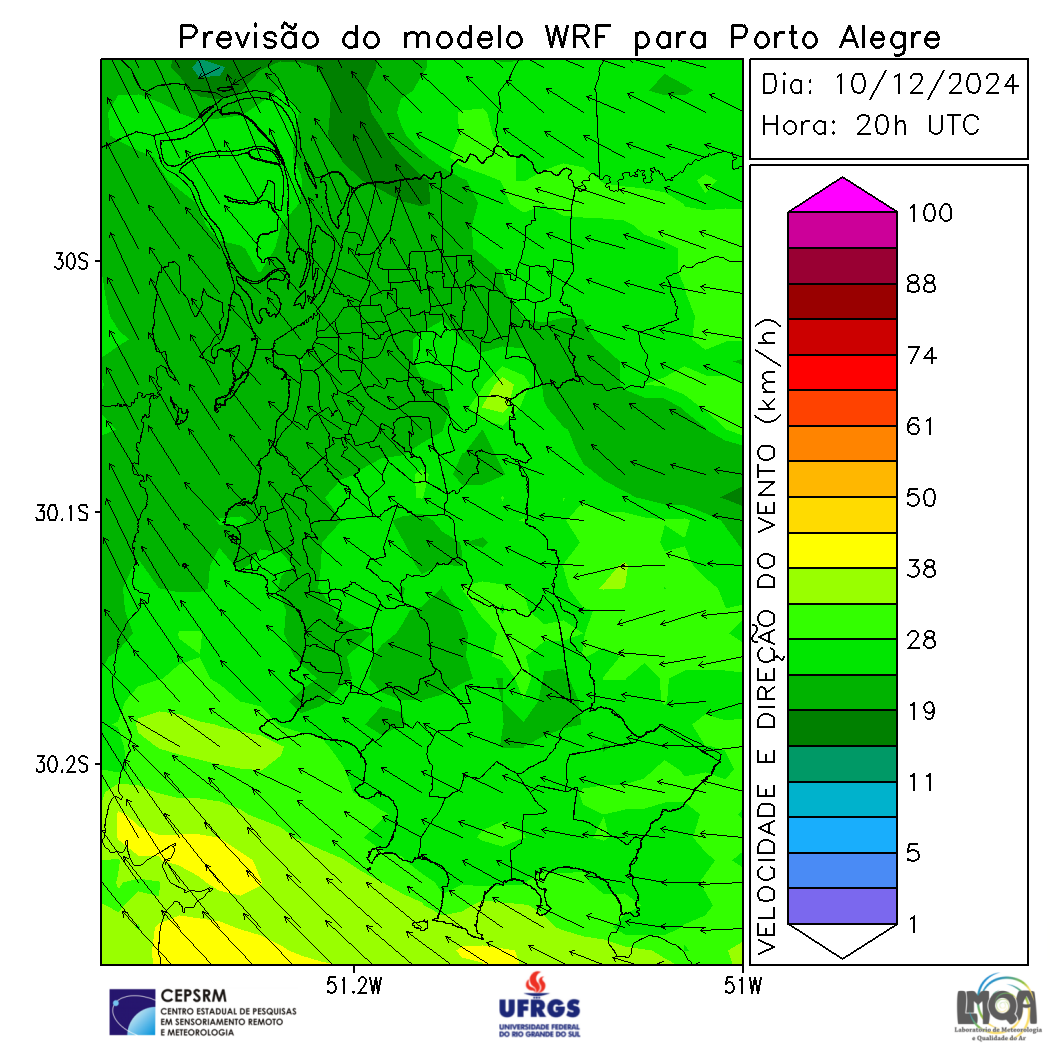 Previsão do modelo WRF para Porto Alegre
Dia: 10/12/2024
Hora: 20h UTC
100
88
74
61
50
38
28
19
11
5
1
VELOCIDADE E DIREÇÃO DO VENTO (km/h)
30S
30.1S
30.2S
51.2W
51W
CEPSRM
CENTRO ESTADUAL DE PESQUISAS
EM SENSORIAMENTO REMOTO
E METEOROLOGIA
UFRGS
UNIVERSIDADE FEDERAL
DO RIO GRANDE DO SUL
LMQA
Laboratório de Meteorologia
e Qualidade do Ar